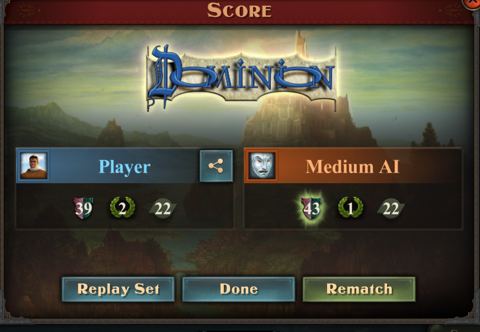 SCORE
DOMINION
Player
Medium AI
39 2 22
43 1 22
Replay Set
Done
Rematch